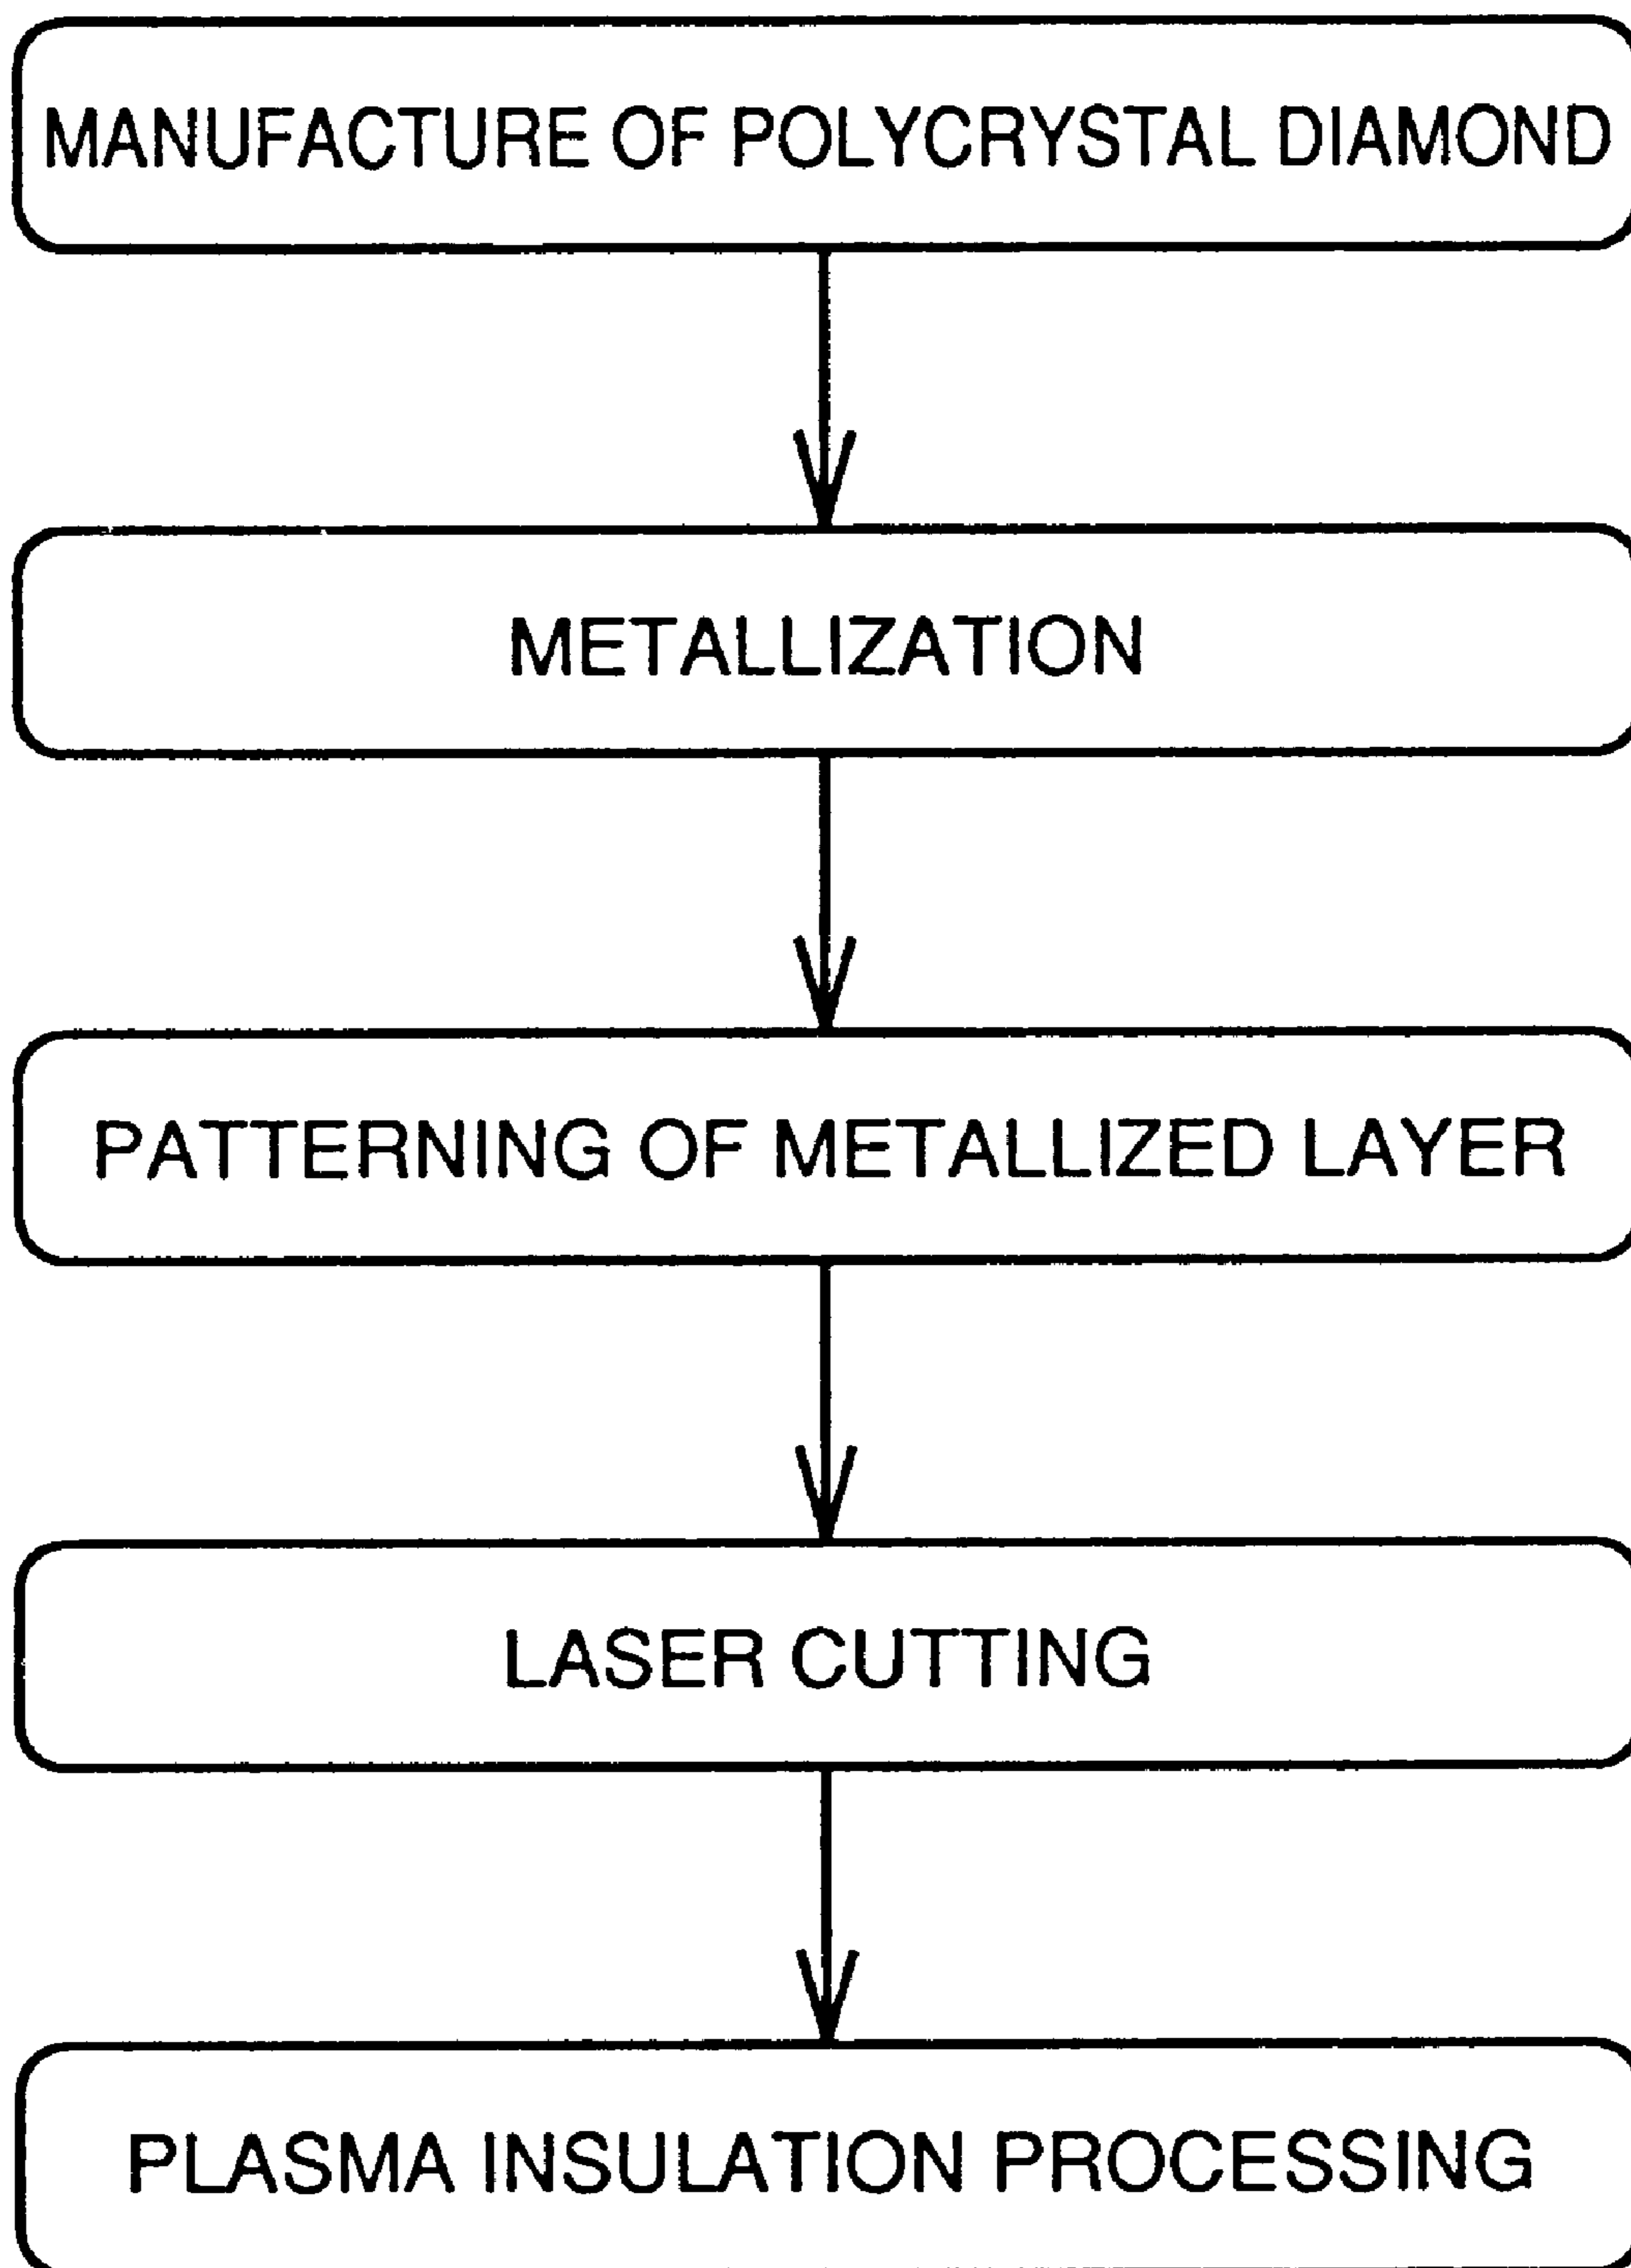 MANUFACTURE OF POLYCRYSTAL DIAMOND
METALLIZATION
PATTERNING OF METALLIZED LAYER
LASER CUTTING
PLASMA INSULATION PROCESSING